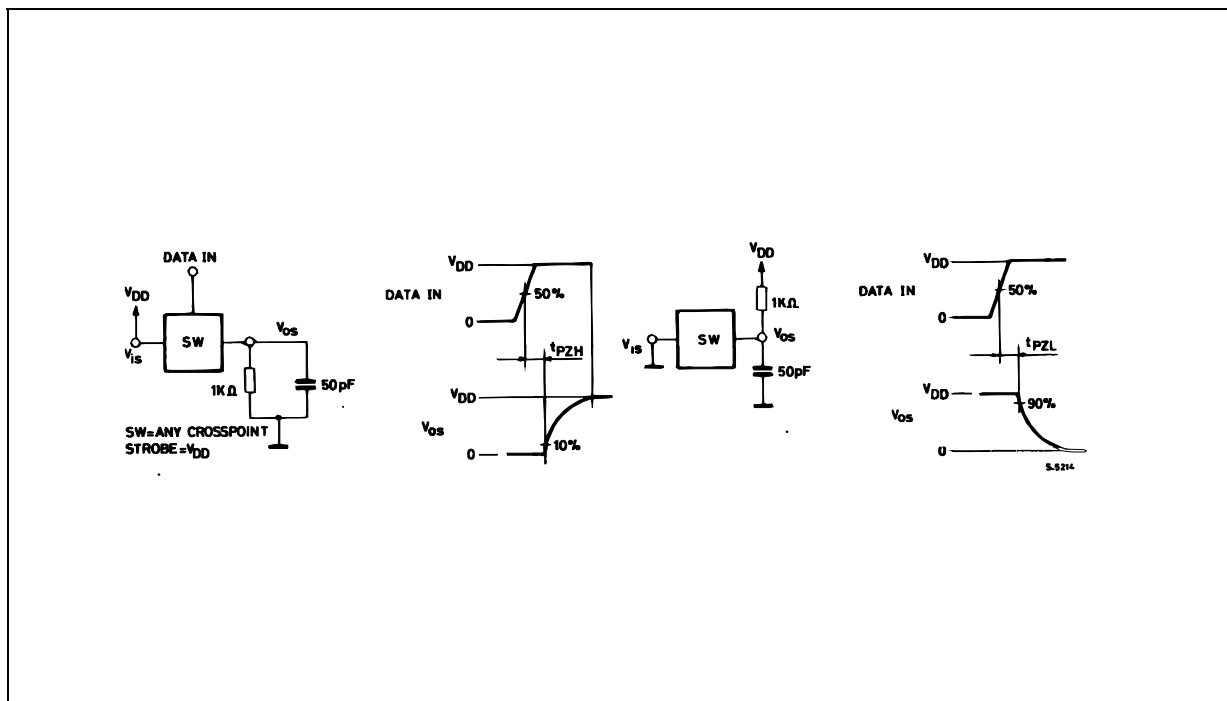 DATA IN
VDD
Vis
SW
Vos
1KΩ
50pF
SW=ANY CROSSPOINT
STROBE=VDD
VDD
DATA IN
50%
0
tPZH
VDD
Vos
10%
0
VDD
1KΩ
Vis
SW
Vos
50pF
VDD
DATA IN
50%
0
tPZL
VDD
90%
Vos
0
S-5214